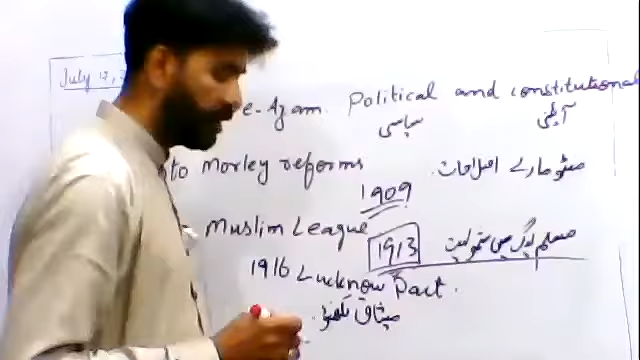 July 17,
e-Azam. Political and constitutional
سیاسی آئینی
to Morley reforms منٹو مارلے اصلاحات.
1909
Muslim League 1913 مسلم لیگ میں شمولیت
1916 Lucknow Pact.
میثاق لکھنؤ